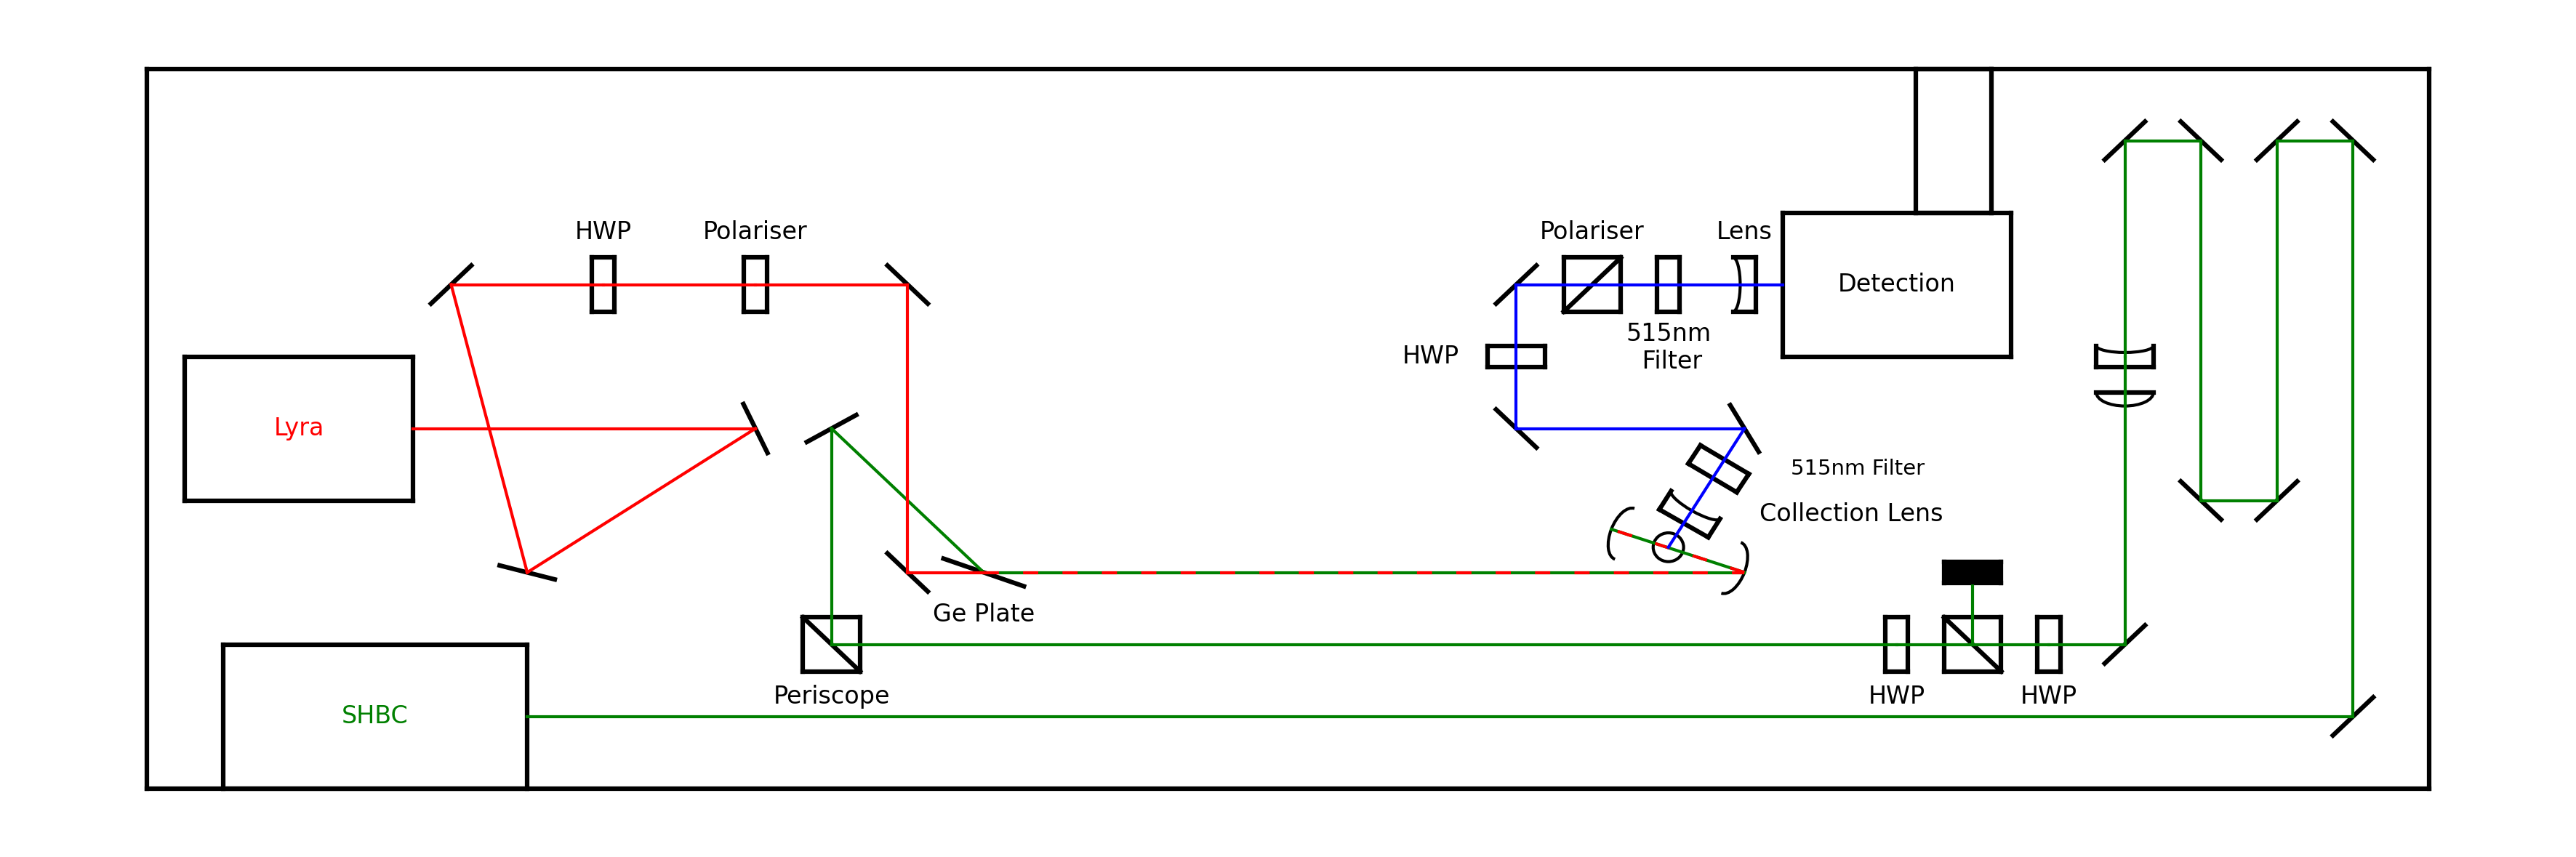 HWP
Polariser
Polariser
Lens
Detection
515nm
Filter
HWP
Lyra
515nm Filter
Collection Lens
Ge Plate
Periscope
HWP
HWP
SHBC